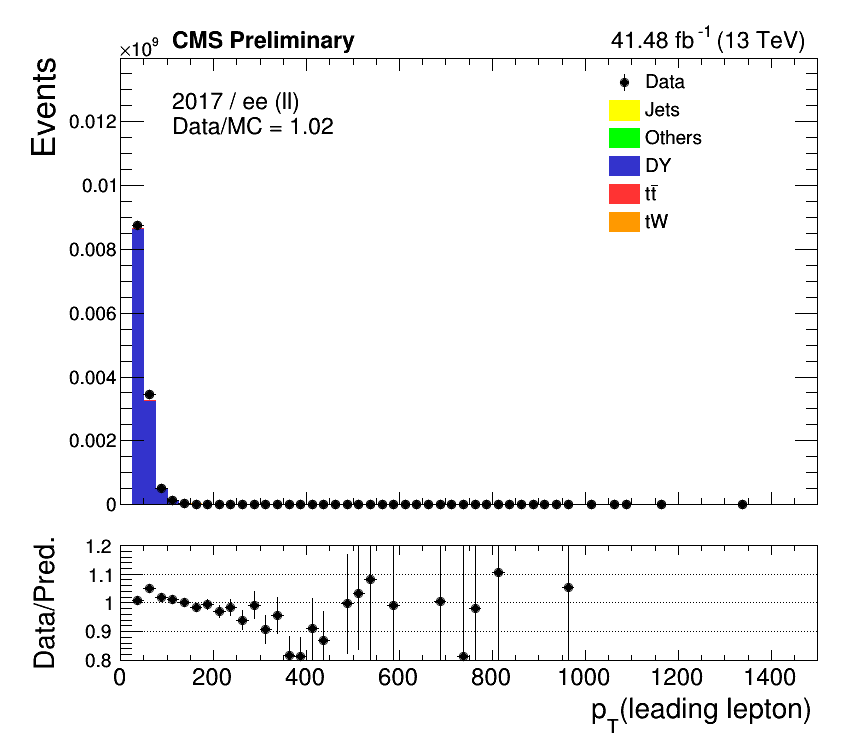 ×10⁹ CMS Preliminary 41.48 fb⁻¹ (13 TeV)
Events
2017 / ee (ll)
Data/MC = 1.02
Data
Jets
Others
DY
tt̄
tW
0.012
0.01
0.008
0.006
0.004
0.002
0
Data/Pred.
1.2
1.1
1
0.9
0.8
0 200 400 600 800 1000 1200 1400
p_T(leading lepton)